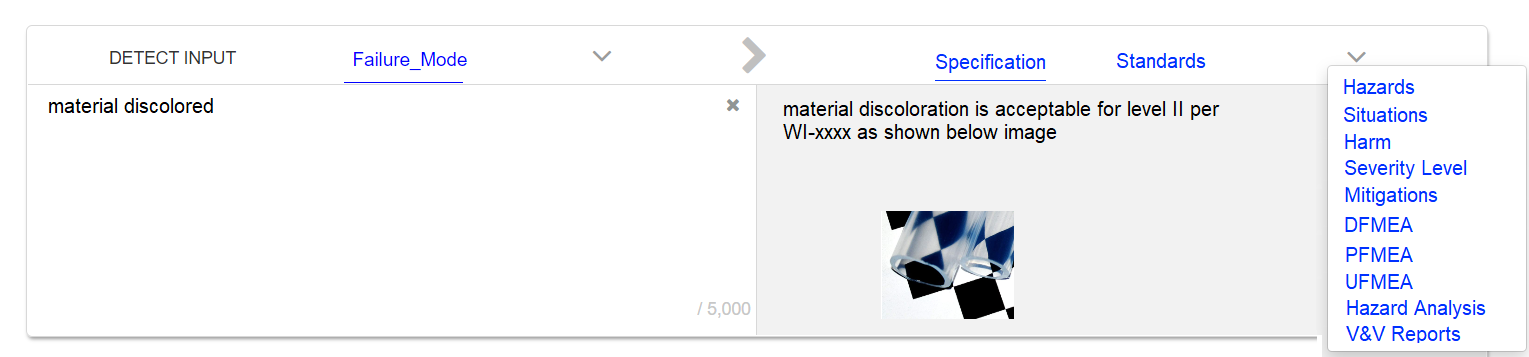 DETECT INPUT
Failure_Mode
Specification
Standards
material discolored
/ 5,000
material discoloration is acceptable for level II per
WI-xxxx as shown below image
Hazards
Situations
Harm
Severity Level
Mitigations
DFMEA
PFMEA
UFMEA
Hazard Analysis
V&V Reports